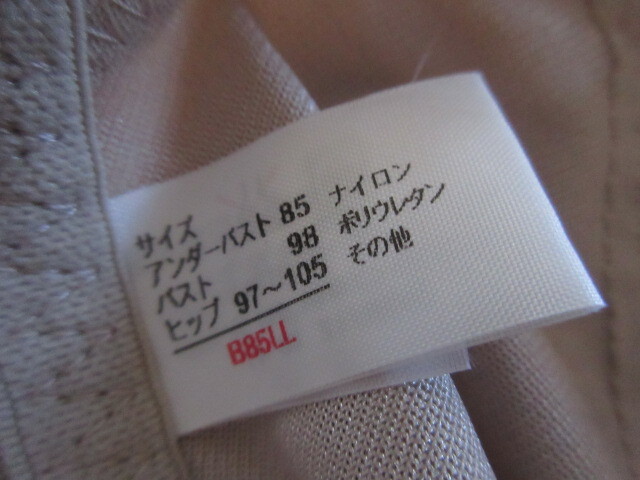 サイズ
アンダーバスト 85
バスト 98
ヒップ 97〜105
B85LL
ナイロン
ポリウレタン
その他